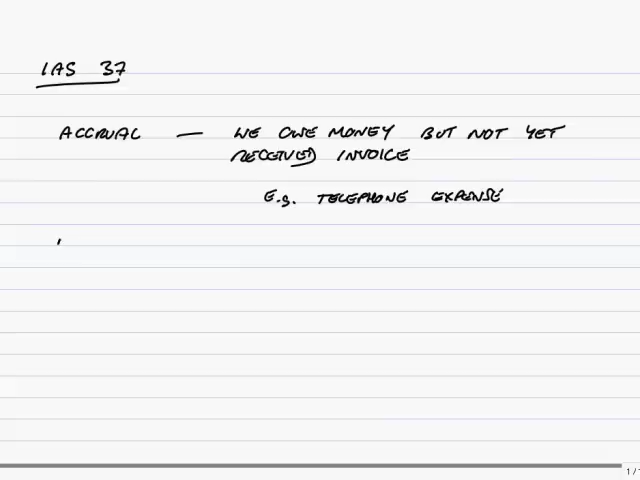 IAS 37
ACCRUAL — WE OWE MONEY BUT NOT YET
RECEIVED INVOICE
E.g. TELEPHONE EXPENSE